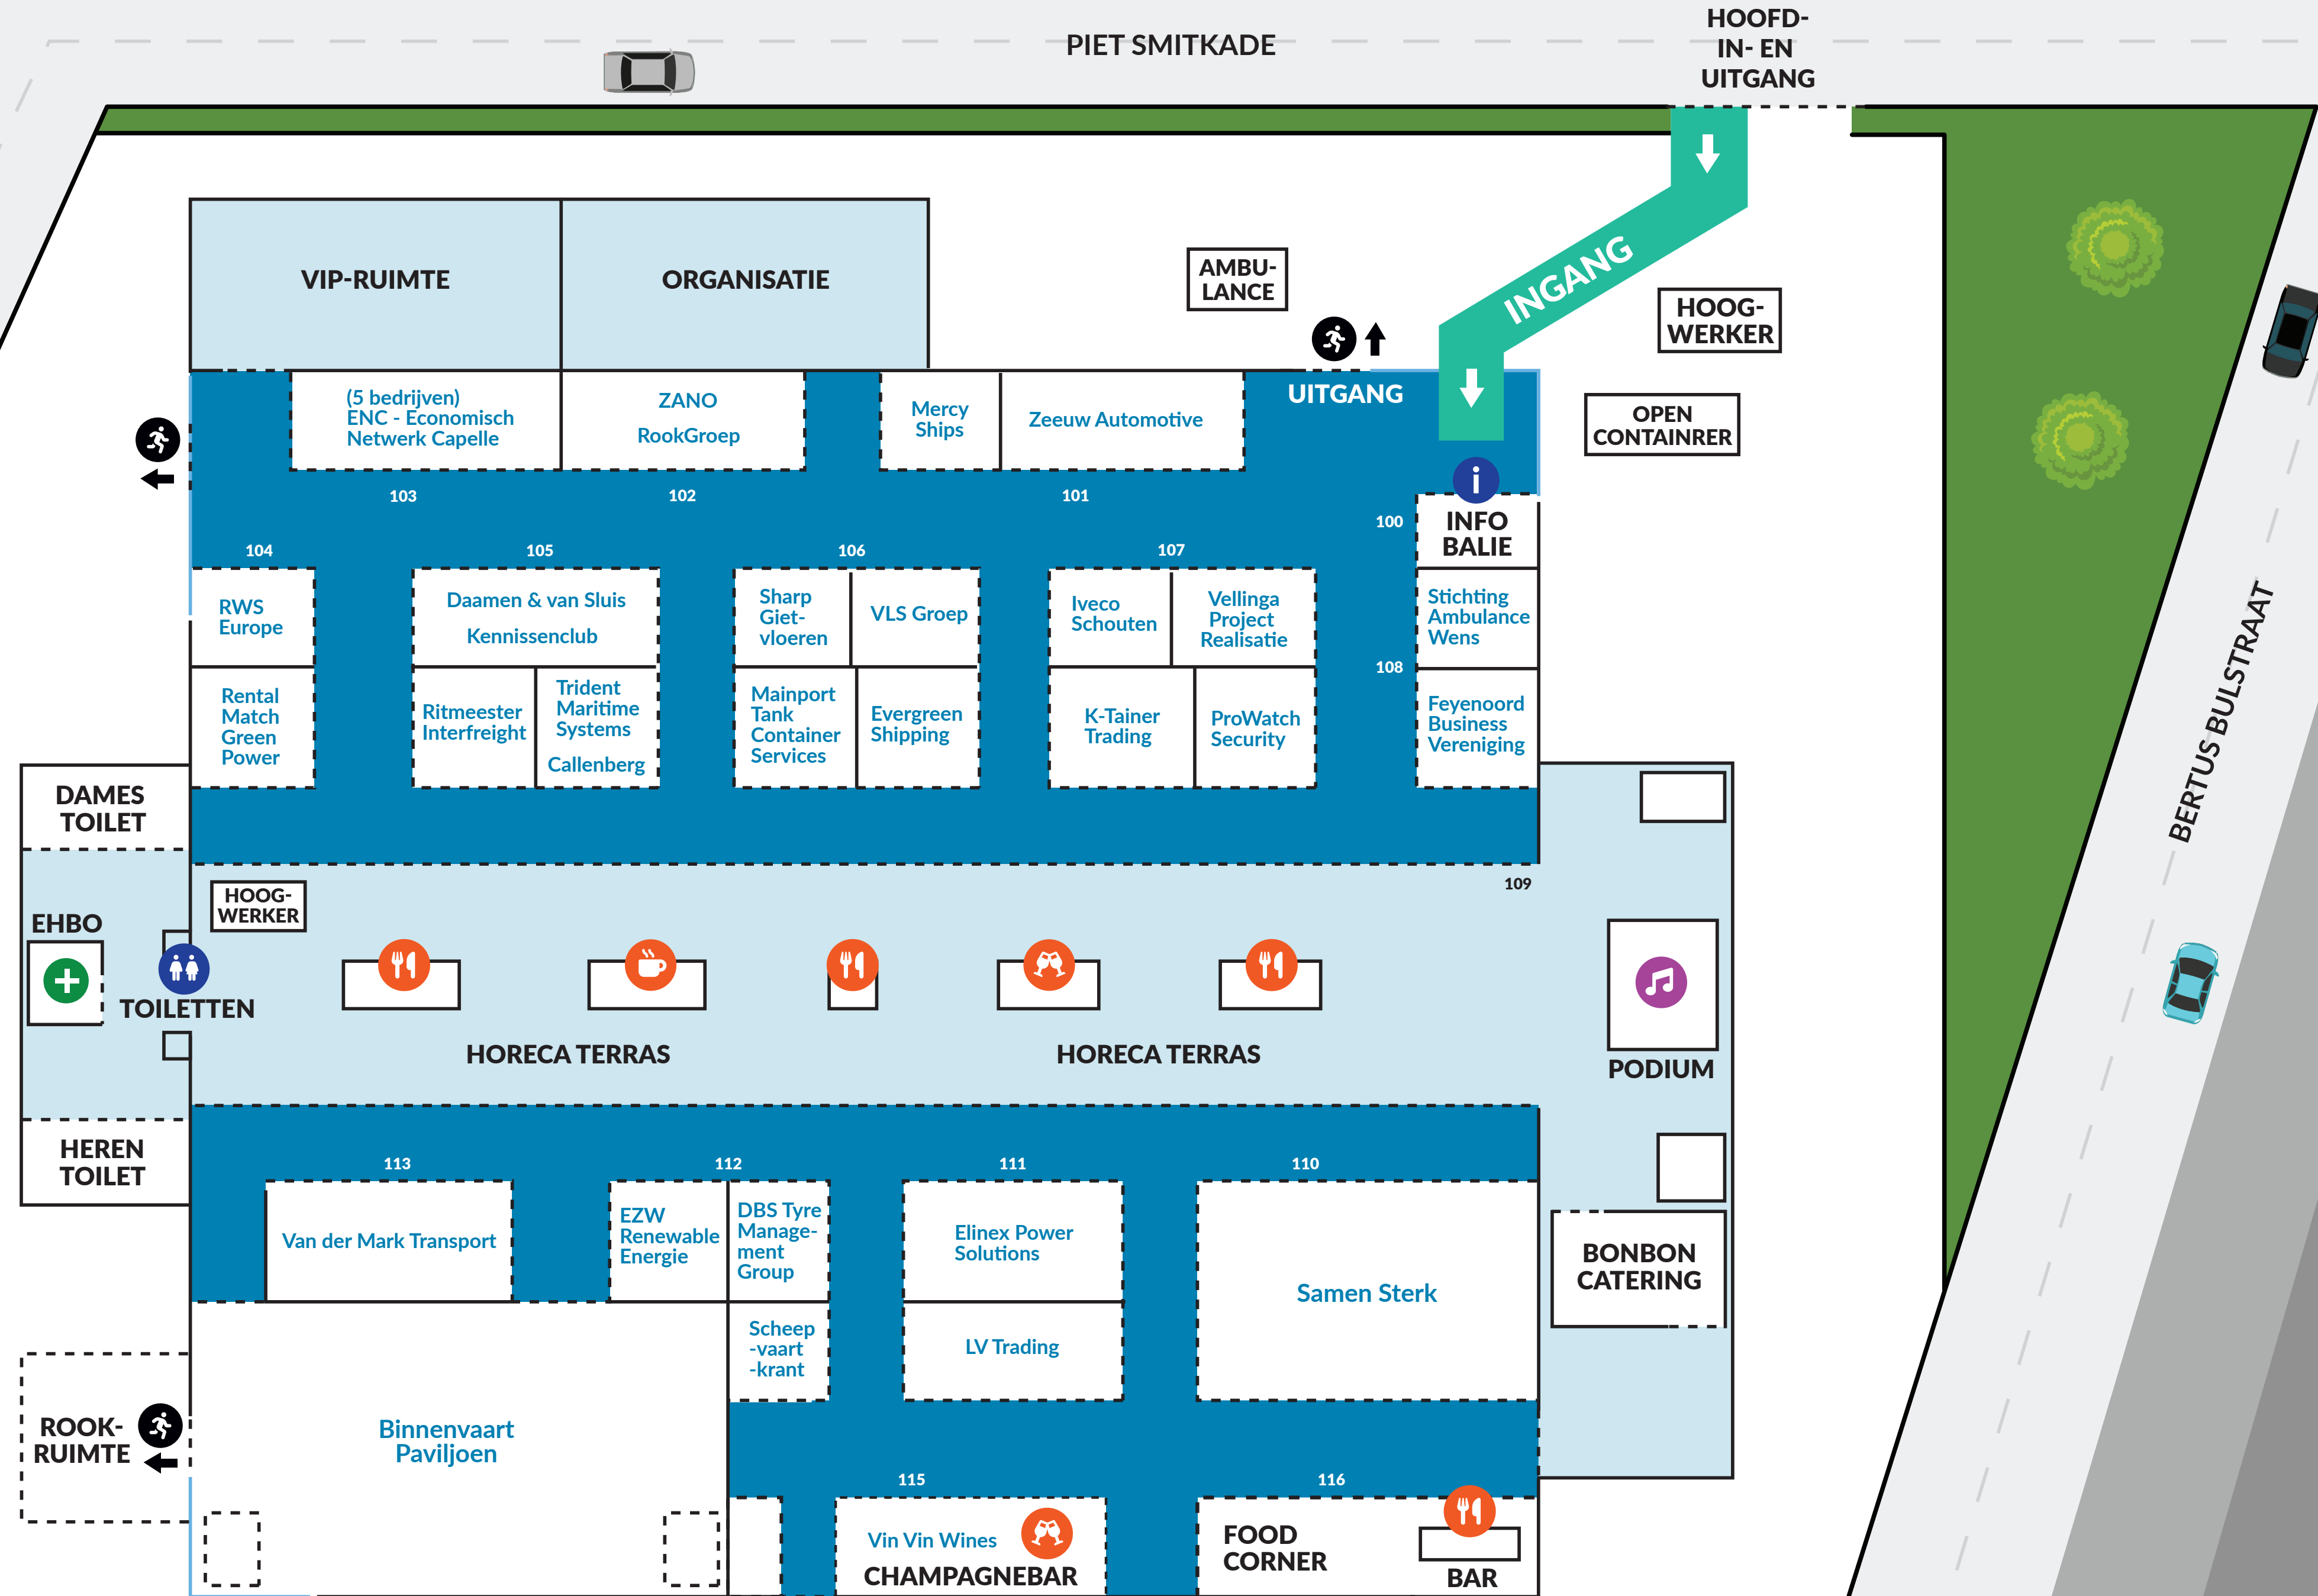 PIET SMITKADE
HOOFD-
IN- EN
UITGANG
VIP-RUIMTE
ORGANISATIE
AMBU-
LANCE
INGANG
HOOG-
WERKER
OPEN
CONTAINRER
UITGANG
(5 bedrijven)
ENC - Economisch
Netwerk Capelle
ZANO
RookGroep
Mercy
Ships
Zeeuw Automotive
103
102
101
100
i
INFO
BALIE
104
105
106
107
RWS
Europe
Daamen & van Sluis
Kennissenclub
Sharp
Giet-
vloeren
VLS Groep
Iveco
Schouten
Vellinga
Project
Realisatie
Stichting
Ambulance
Wens
108
Rental
Match
Green
Power
Ritmeester
Interfreight
Trident
Maritime
Systems
Callenberg
Mainport
Tank
Container
Services
Evergreen
Shipping
K-Tainer
Trading
ProWatch
Security
Feyenoord
Business
Vereniging
BERTUS BULSTRAAT
DAMES
TOILET
109
HOOG-
WERKER
EHBO
TOILETTEN
HORECA TERRAS
HORECA TERRAS
PODIUM
HEREN
TOILET
113
112
111
110
Van der Mark Transport
EZW
Renewable
Energie
DBS Tyre
Manage-
ment
Group
Elinex Power
Solutions
Samen Sterk
BONBON
CATERING
Scheep
-vaart
-krant
LV Trading
ROOK-
RUIMTE
Binnenvaart
Paviljoen
115
116
Vin Vin Wines
CHAMPAGNEBAR
FOOD
CORNER
BAR